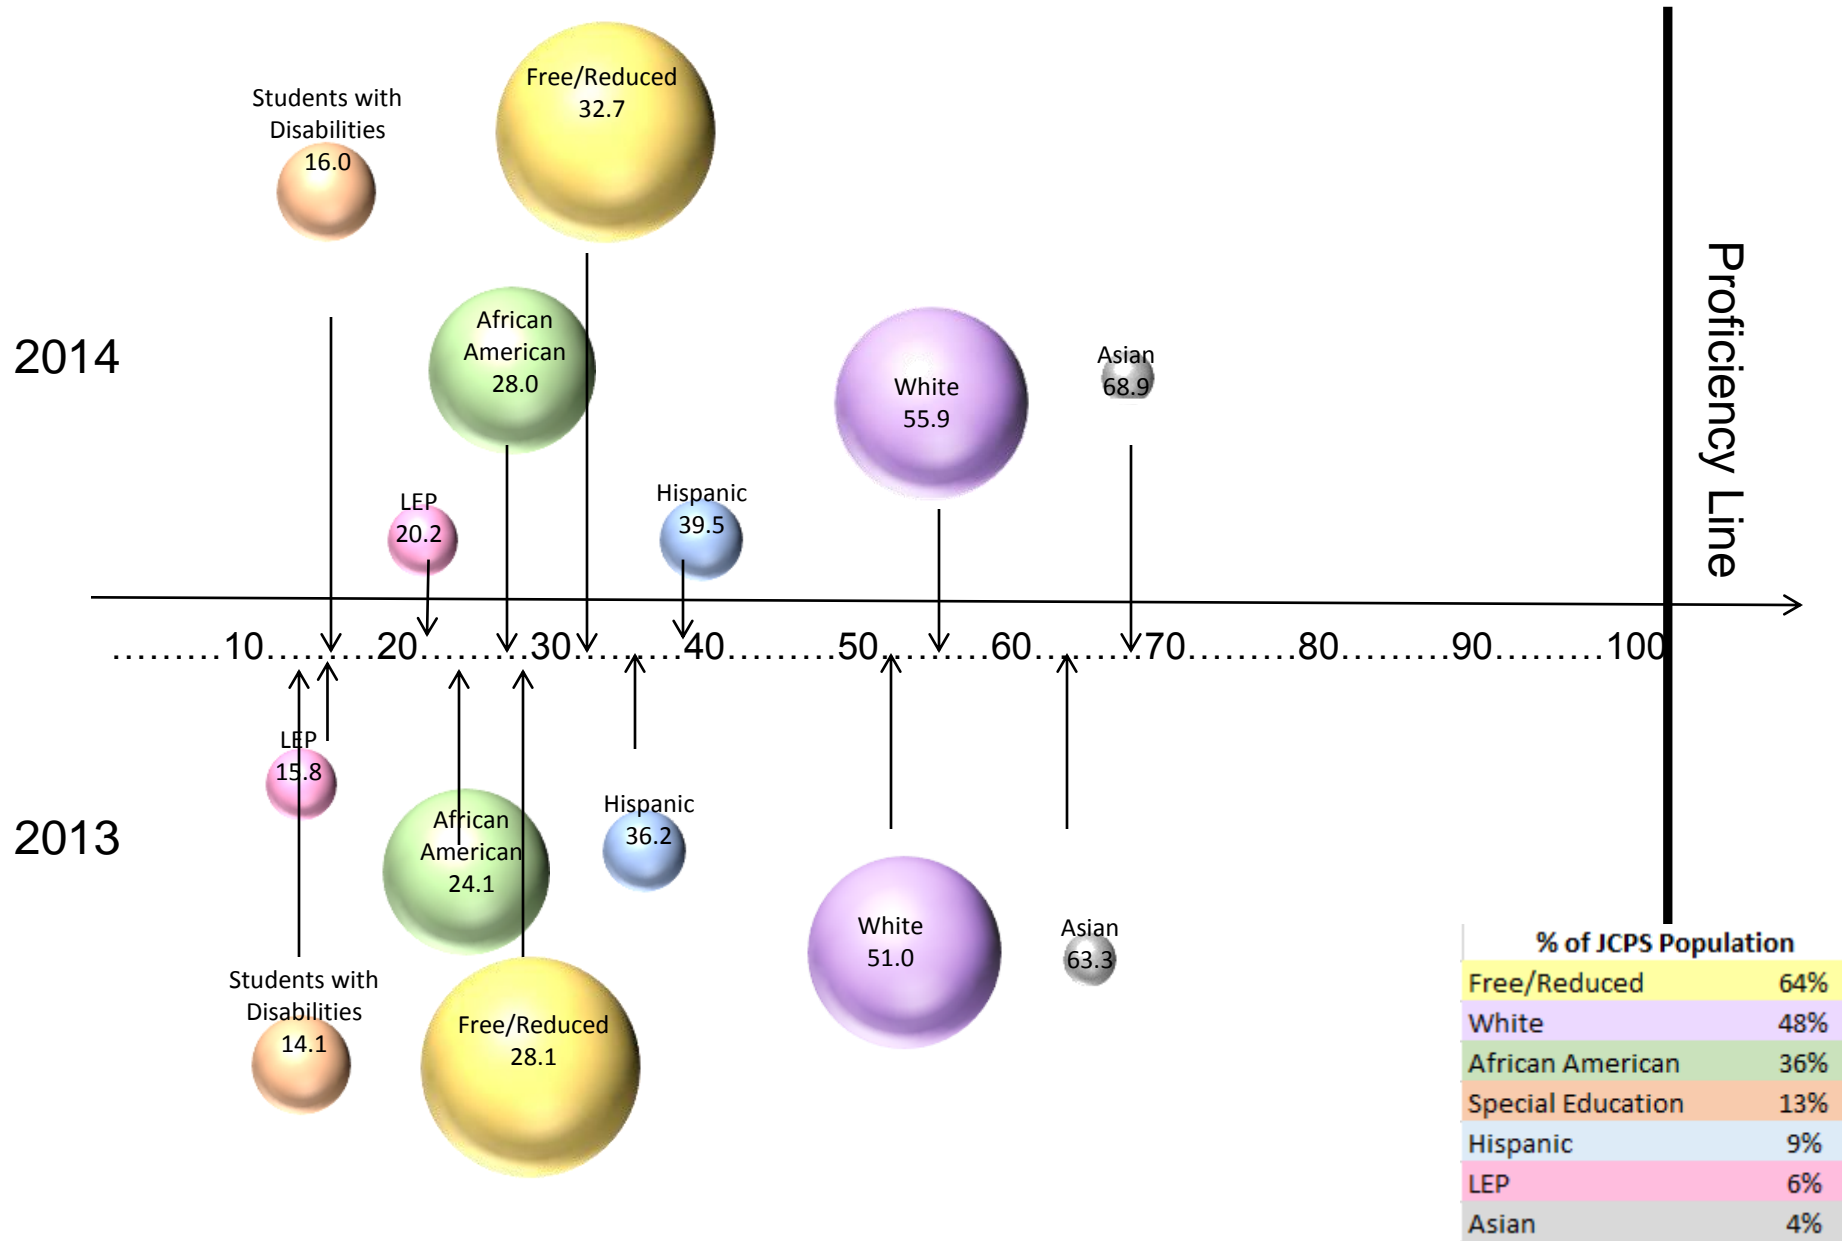 Free/Reduced
32.7
Students with
Disabilities
16.0
African
American
28.0
2014
White
55.9
Asian
68.9
Proficiency Line
LEP
20.2
Hispanic
39.5
.........10.........20.........30.........40.........50.........60.........70.........80.........90.........100
LEP
15.8
2013
African
American
24.1
Hispanic
36.2
White
51.0
Asian
63.3
Students with
Disabilities
14.1
Free/Reduced
28.1
% of JCPS Population
Free/Reduced 64%
White 48%
African American 36%
Special Education 13%
Hispanic 9%
LEP 6%
Asian 4%